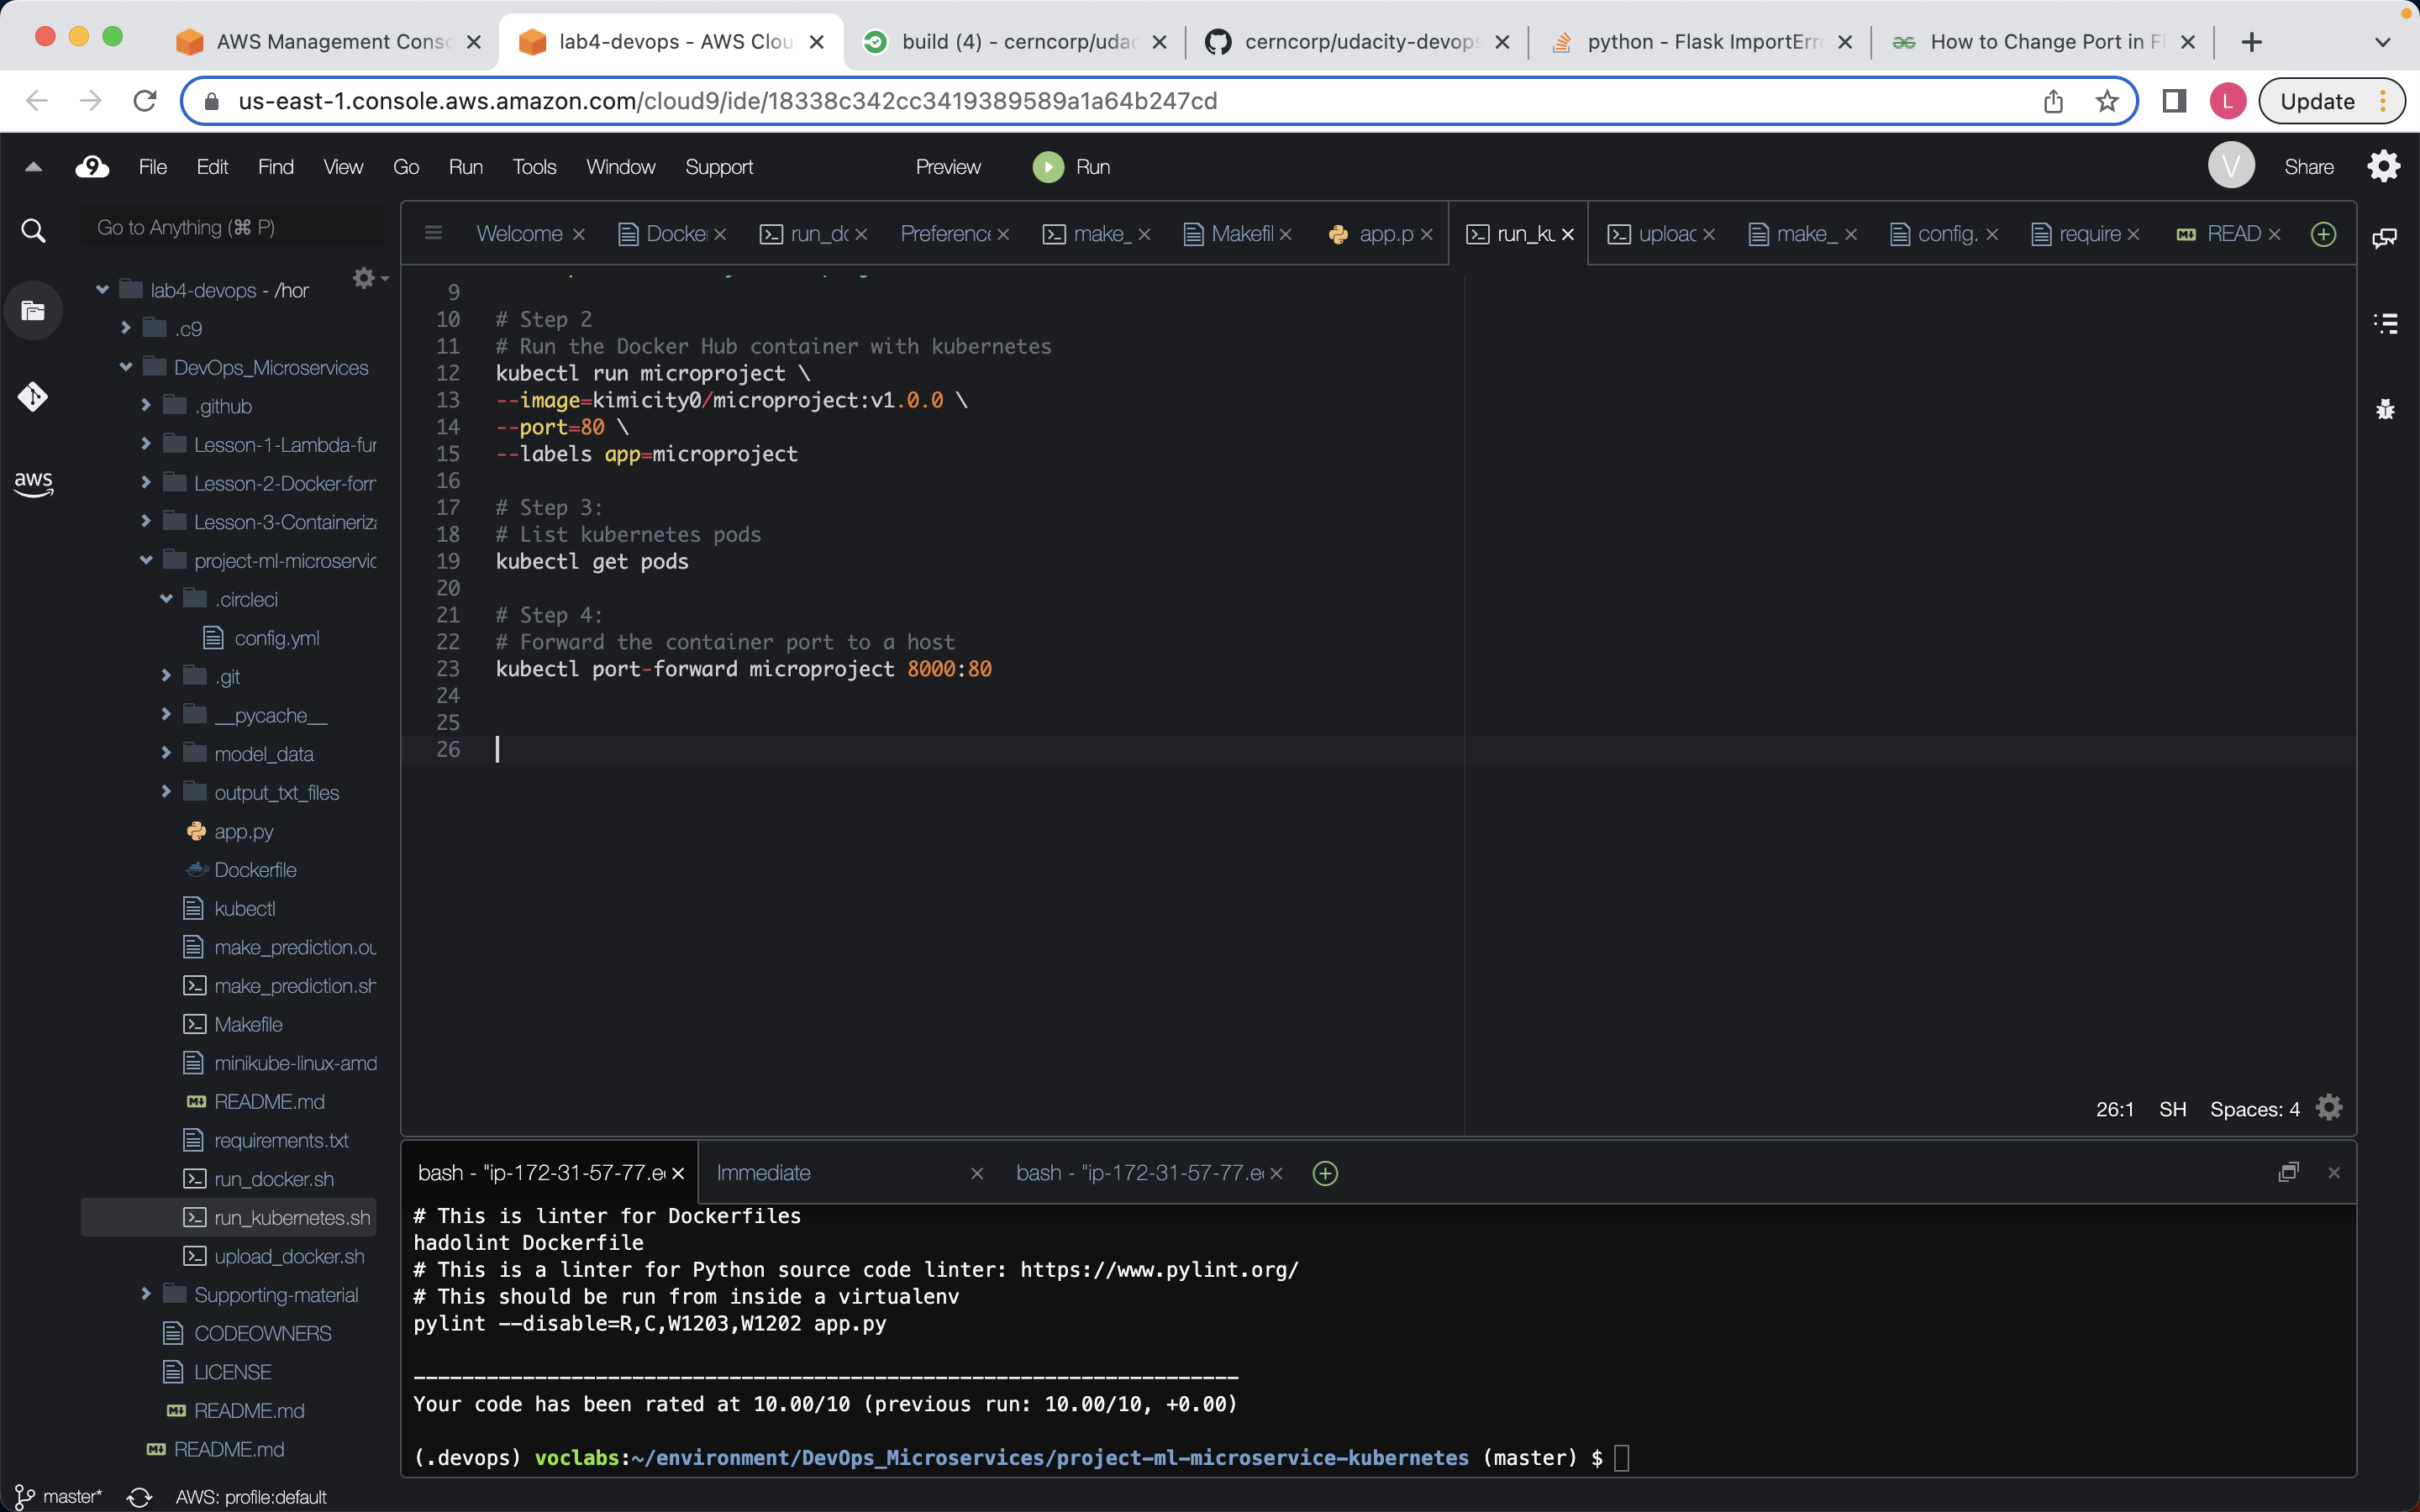 AWS Management Consc
lab4-devops - AWS Clou
build (4) - cerncorp/udac
cerncorp/udacity-devops
python - Flask ImportErro
How to Change Port in Fl
us-east-1.console.aws.amazon.com/cloud9/ide/18338c342cc3419389589a1a64b247cd
L
Update
9
File Edit Find View Go Run Tools Window Support
Preview
Run
V
Share
Go to Anything (⌘ P)
Welcome
Docker
run_do
Preference
make_
Makefil
app.p
run_ku
upload
make_
config.
require
READ
lab4-devops - /hor
.c9
DevOps_Microservices
.github
Lesson-1-Lambda-fur
Lesson-2-Docker-forr
Lesson-3-Containeriza
project-ml-microservic
.circleci
config.yml
.git
__pycache__
model_data
output_txt_files
app.py
Dockerfile
kubectl
make_prediction.ou
make_prediction.sh
Makefile
minikube-linux-amd
README.md
requirements.txt
run_docker.sh
run_kubernetes.sh
upload_docker.sh
Supporting-material
CODEOWNERS
LICENSE
README.md
README.md
aws
9
10 # Step 2
11 # Run the Docker Hub container with kubernetes
12 kubectl run microproject \
13 --image=kimicity0/microproject:v1.0.0 \
14 --port=80 \
15 --labels app=microproject
16
17 # Step 3:
18 # List kubernetes pods
19 kubectl get pods
20
21 # Step 4:
22 # Forward the container port to a host
23 kubectl port-forward microproject 8000:80
24
25
26
26:1 SH Spaces: 4
bash - "ip-172-31-57-77.e
Immediate
bash - "ip-172-31-57-77.e
# This is linter for Dockerfiles
hadolint Dockerfile
# This is a linter for Python source code linter: https://www.pylint.org/
# This should be run from inside a virtualenv
pylint --disable=R,C,W1203,W1202 app.py
--------------------------------------------------------------------
Your code has been rated at 10.00/10 (previous run: 10.00/10, +0.00)
(.devops) voclabs:~/environment/DevOps_Microservices/project-ml-microservice-kubernetes (master) $
master*
AWS: profile:default